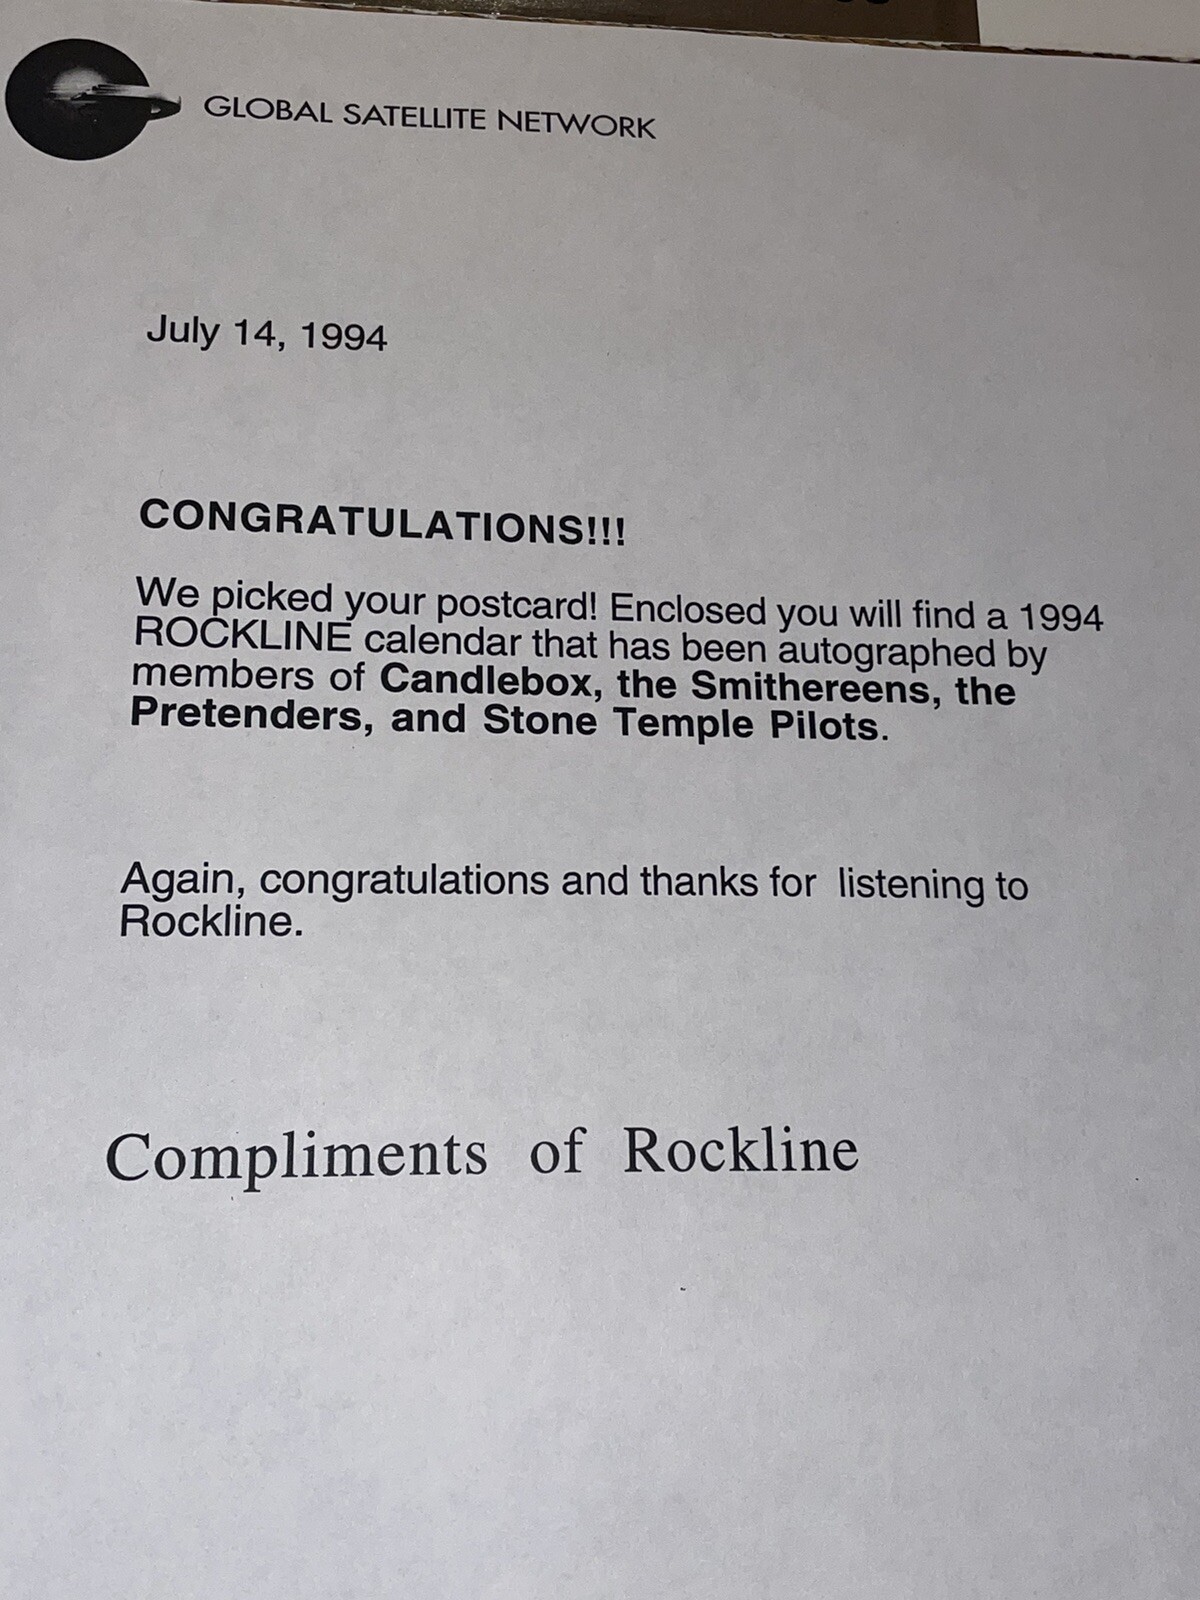 GLOBAL SATELLITE NETWORK
July 14, 1994
CONGRATULATIONS!!!
We picked your postcard! Enclosed you will find a 1994
ROCKLINE calendar that has been autographed by
members of Candlebox, the Smithereens, the
Pretenders, and Stone Temple Pilots.
Again, congratulations and thanks for listening to
Rockline.
Compliments of Rockline